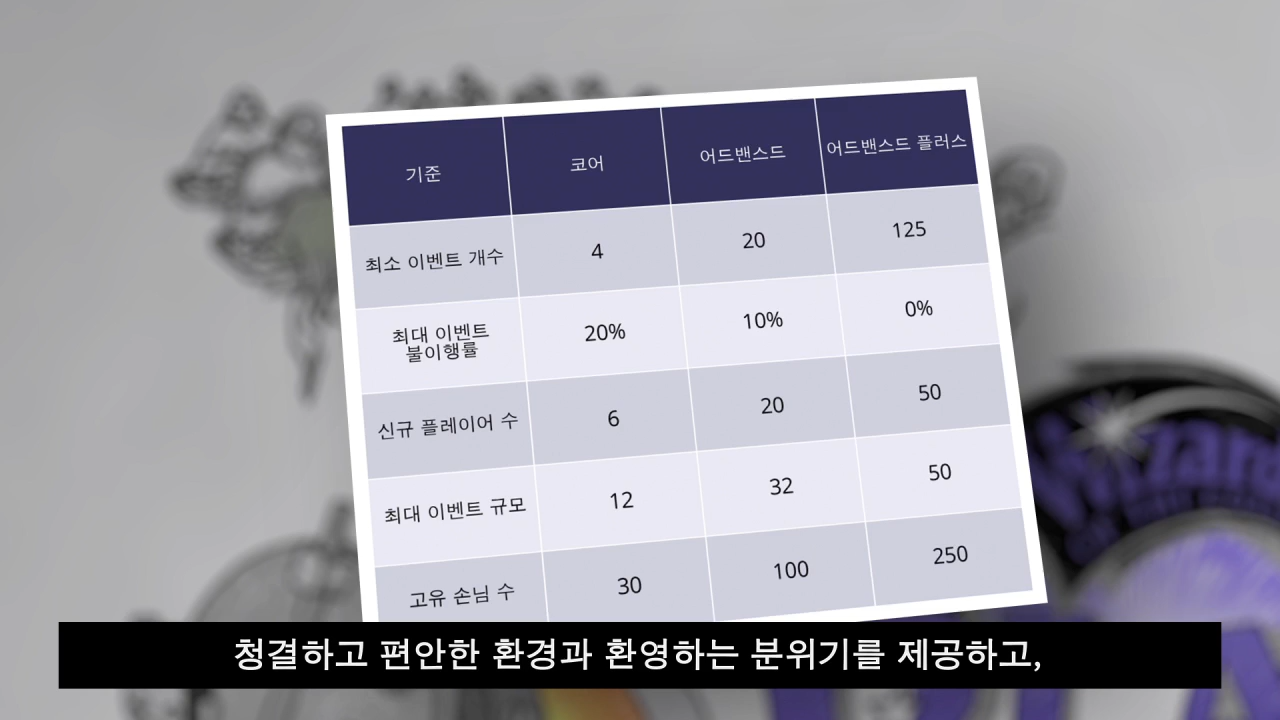 기준 코어 어드밴스드 어드밴스드 플러스
최소 이벤트 개수 4 20 125
최대 이벤트
불이행률 20% 10% 0%
신규 플레이어 수 6 20 50
최대 이벤트 규모 12 32 50
고유 손님 수 30 100 250
청결하고 편안한 환경과 환영하는 분위기를 제공하고,